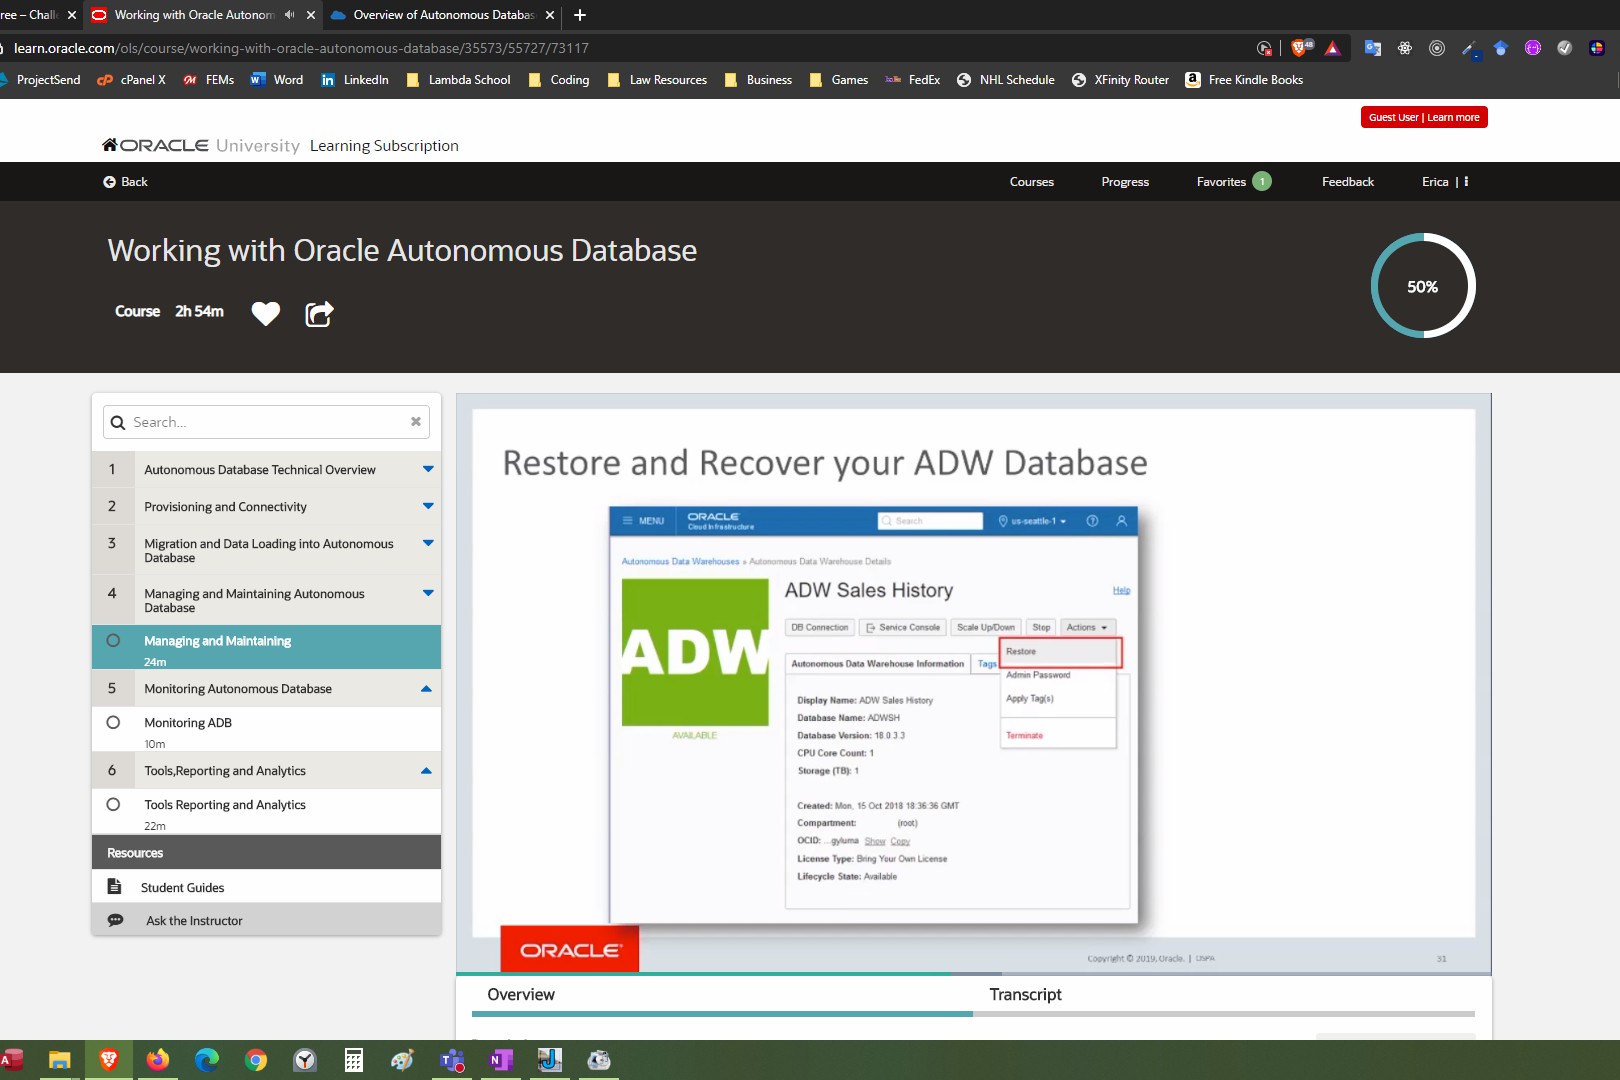 ree – Chall
Working with Oracle Autonom
Overview of Autonomous Databas
learn.oracle.com/ols/course/working-with-oracle-autonomous-database/35573/55727/73117
48
ProjectSend
cPanel X
FEMs
Word
LinkedIn
Lambda School
Coding
Law Resources
Business
Games
FedEx
NHL Schedule
XFinity Router
Free Kindle Books
Guest User | Learn more
ORACLE University Learning Subscription
Back
Courses
Progress
Favorites 1
Feedback
Erica |
Working with Oracle Autonomous Database
Course 2h 54m
50%
Search...
1 Autonomous Database Technical Overview
2 Provisioning and Connectivity
3 Migration and Data Loading into Autonomous
Database
4 Managing and Maintaining Autonomous
Database
Managing and Maintaining
24m
5 Monitoring Autonomous Database
Monitoring ADB
10m
6 Tools,Reporting and Analytics
Tools Reporting and Analytics
22m
Resources
Student Guides
Ask the Instructor
Restore and Recover your ADW Database
MENU
ORACLE
Cloud Infrastructure
Search
us-seattle-1
Autonomous Data Warehouses » Autonomous Data Warehouse Details
ADW
AVAILABLE
ADW Sales History
Help
DB Connection
Service Console
Scale Up/Down
Stop
Actions
Restore
Admin Password
Apply Tag(s)
Terminate
Autonomous Data Warehouse Information
Tags
Display Name: ADW Sales History
Database Name: ADWSH
Database Version: 18.0.3.3
CPU Core Count: 1
Storage (TB): 1
Created: Mon, 15 Oct 2018 18:36:36 GMT
Compartment: (root)
OCID: ...gyluma Show Copy
License Type: Bring Your Own License
Lifecycle State: Available
ORACLE
Copyright © 2019, Oracle. |
31
Overview
Transcript